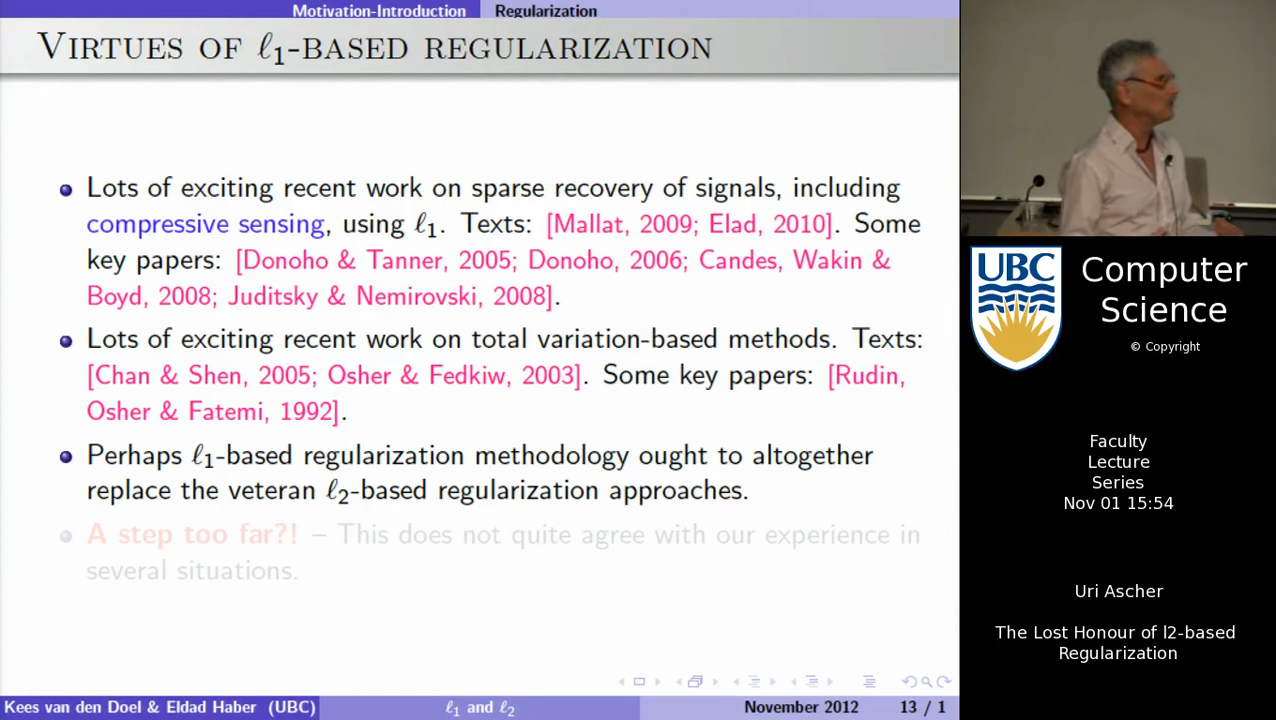 Motivation-Introduction Regularization
Virtues of ℓ1-based regularization
Lots of exciting recent work on sparse recovery of signals, including
compressive sensing, using ℓ1. Texts: [Mallat, 2009; Elad, 2010]. Some
key papers: [Donoho & Tanner, 2005; Donoho, 2006; Candes, Wakin &
Boyd, 2008; Juditsky & Nemirovski, 2008].
Lots of exciting recent work on total variation-based methods. Texts:
[Chan & Shen, 2005; Osher & Fedkiw, 2003]. Some key papers: [Rudin,
Osher & Fatemi, 1992].
Perhaps ℓ1-based regularization methodology ought to altogether
replace the veteran ℓ2-based regularization approaches.
A step too far?! – This does not quite agree with our experience in
several situations.
Kees van den Doel & Eldad Haber (UBC) ℓ1 and ℓ2 November 2012 13 / 1
UBC
Computer
Science
© Copyright
Faculty
Lecture
Series
Nov 01 15:54
Uri Ascher
The Lost Honour of l2-based
Regularization